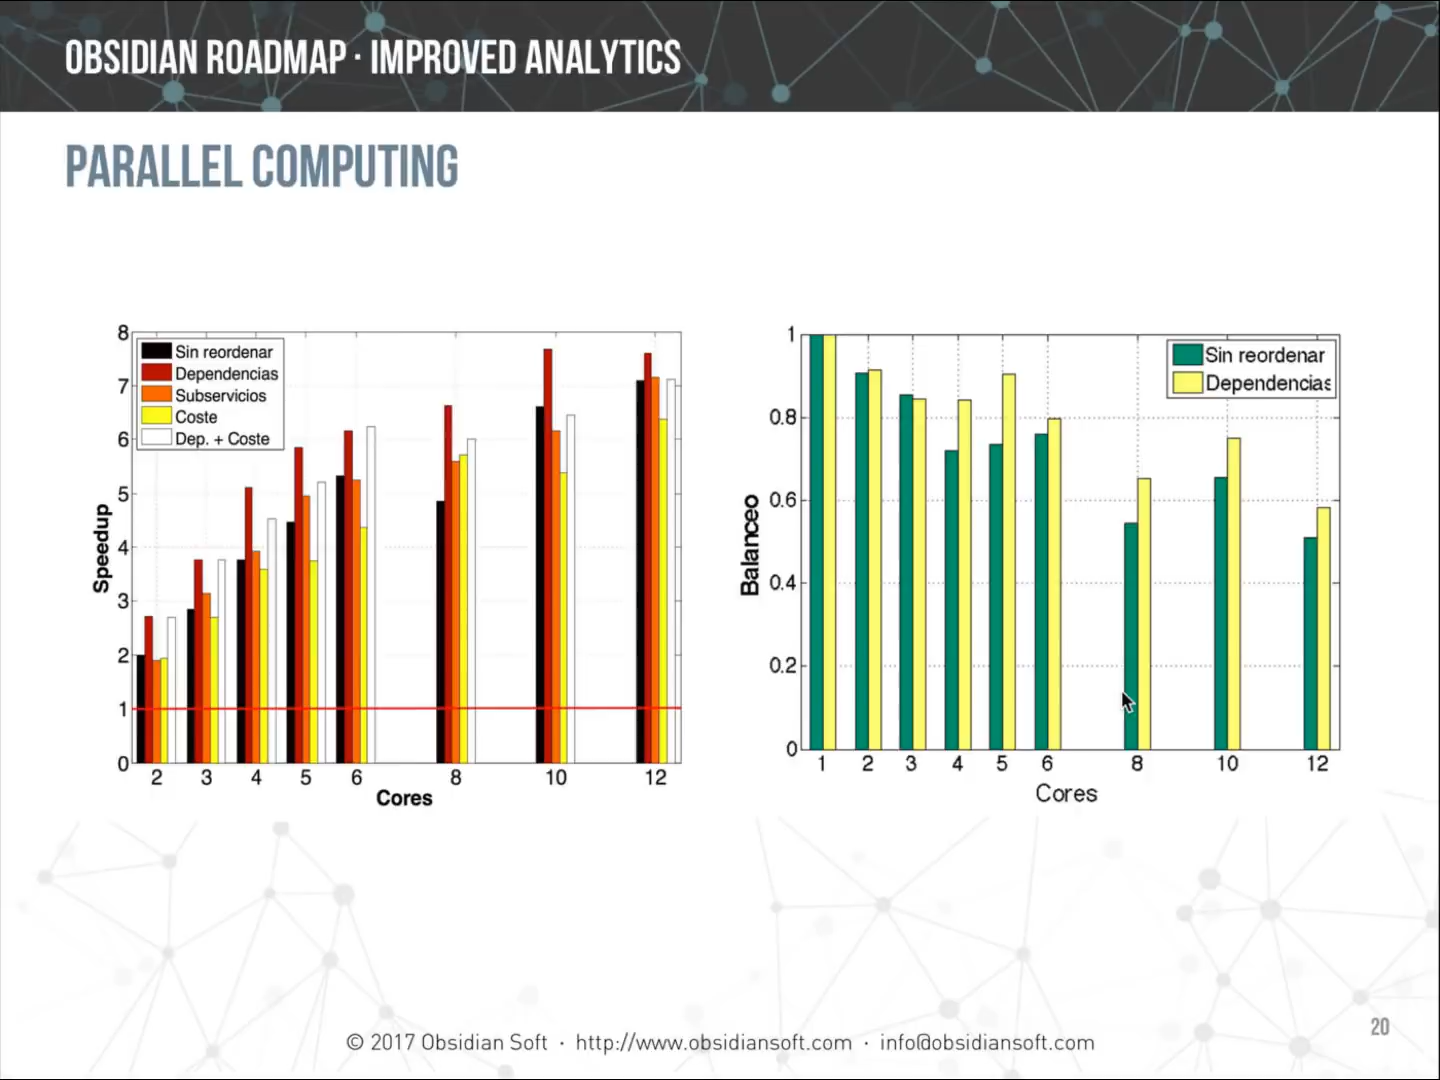 OBSIDIAN ROADMAP · IMPROVED ANALYTICS
PARALLEL COMPUTING
8
7
6
5
4
3
2
1
0
Speedup
Sin reordenar
Dependencias
Subservicios
Coste
Dep. + Coste
2 3 4 5 6 8 10 12
Cores
1
0.8
0.6
0.4
0.2
0
Balanceo
Sin reordenar
Dependencias
1 2 3 4 5 6 8 10 12
Cores
© 2017 Obsidian Soft · http://www.obsidiansoft.com · info@obsidiansoft.com
20